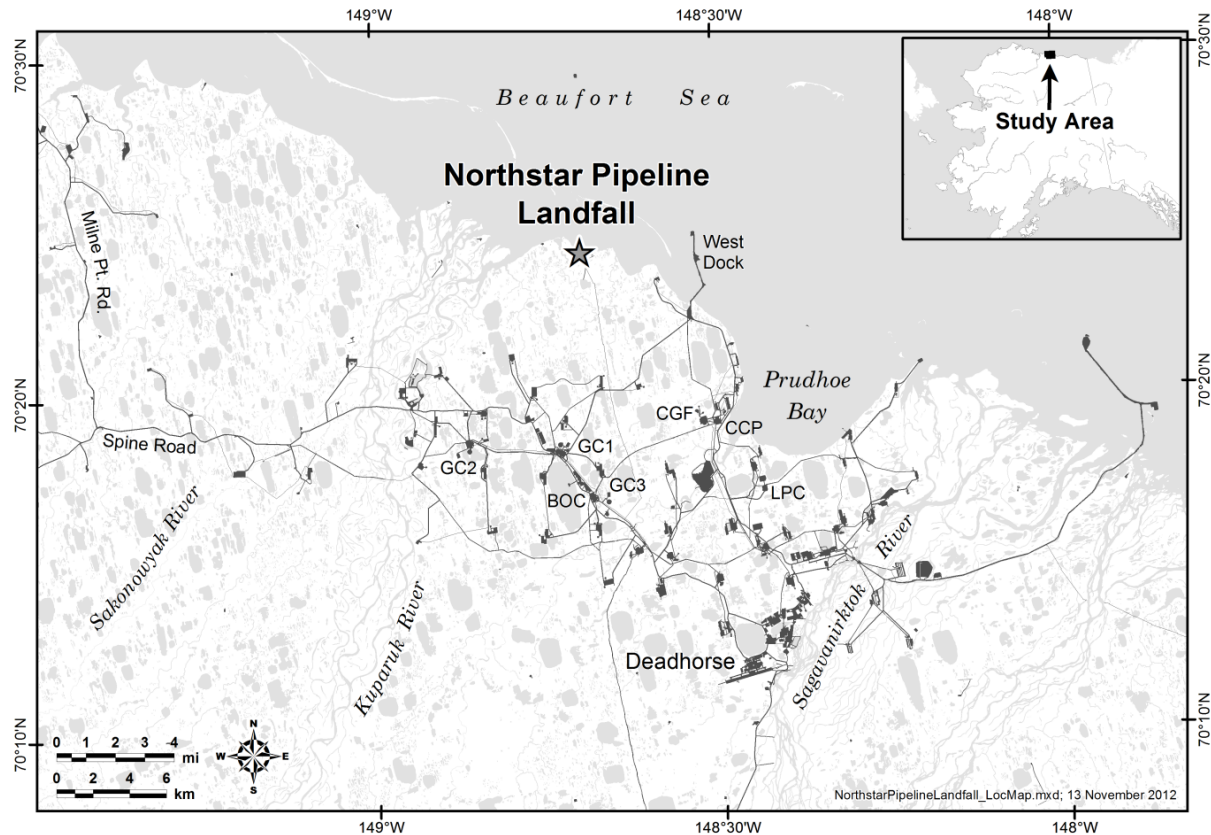 149°W
148°30'W
148°W
70°30'N
70°30'N
Beaufort Sea
Study Area
Northstar Pipeline
Landfall
Milne Pt. Rd.
West
Dock
70°20'N
70°20'N
Prudhoe
Bay
CGF
CCP
Spine Road
GC1
GC2
GC3
BOC
LPC
Sakonowyak River
Kuparuk River
Sagavanirktok
River
Deadhorse
70°10'N
70°10'N
0 1 2 3 4
mi
0 2 4 6
km
N
W
E
S
NorthstarPipelineLandfall_LocMap.mxd; 13 November 2012
149°W
148°30'W
148°W